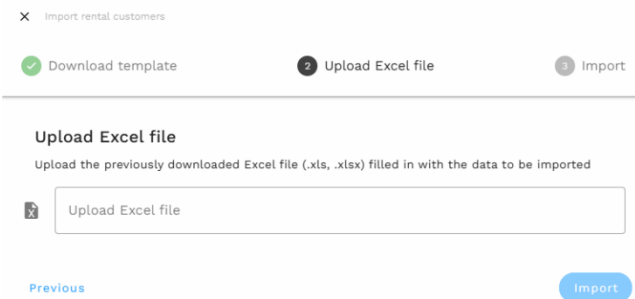 Import rental customers
Download template
2 Upload Excel file
3 Import
Upload Excel file
Upload the previously downloaded Excel file (.xls, .xlsx) filled in with the data to be imported
Upload Excel file
Previous
Import